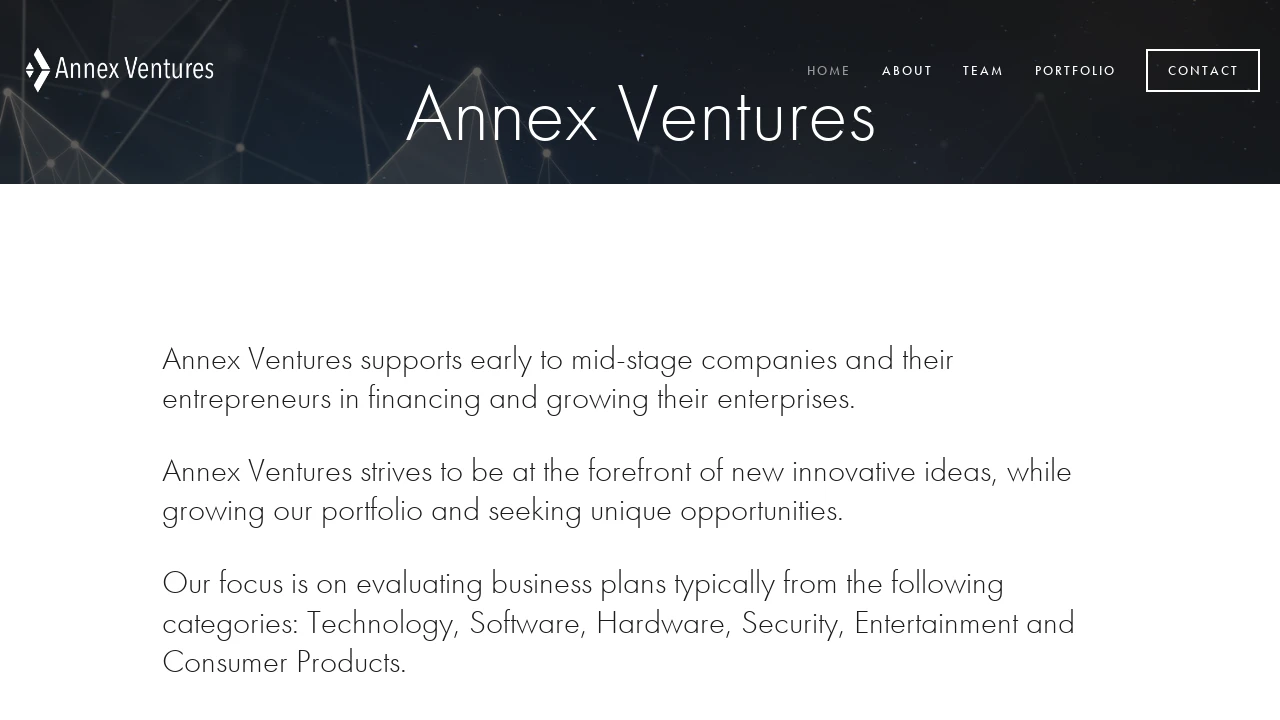 Annex Ventures
HOME ABOUT TEAM PORTFOLIO CONTACT
Annex Ventures
Annex Ventures supports early to mid-stage companies and their
entrepreneurs in financing and growing their enterprises.
Annex Ventures strives to be at the forefront of new innovative ideas, while
growing our portfolio and seeking unique opportunities.
Our focus is on evaluating business plans typically from the following
categories: Technology, Software, Hardware, Security, Entertainment and
Consumer Products.